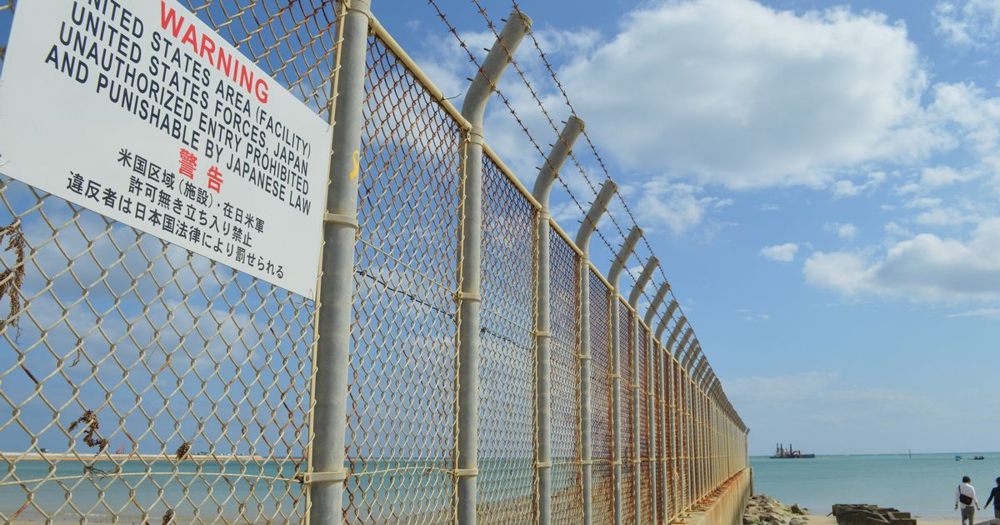 WARNING
UNITED STATES AREA (FACILITY)
UNITED STATES FORCES, JAPAN
UNAUTHORIZED ENTRY PROHIBITED
AND PUNISHABLE BY JAPANESE LAW
警告
米国区域(施設)・在日米軍
許可無き立ち入り禁止
違反者は日本国法律により罰せられる